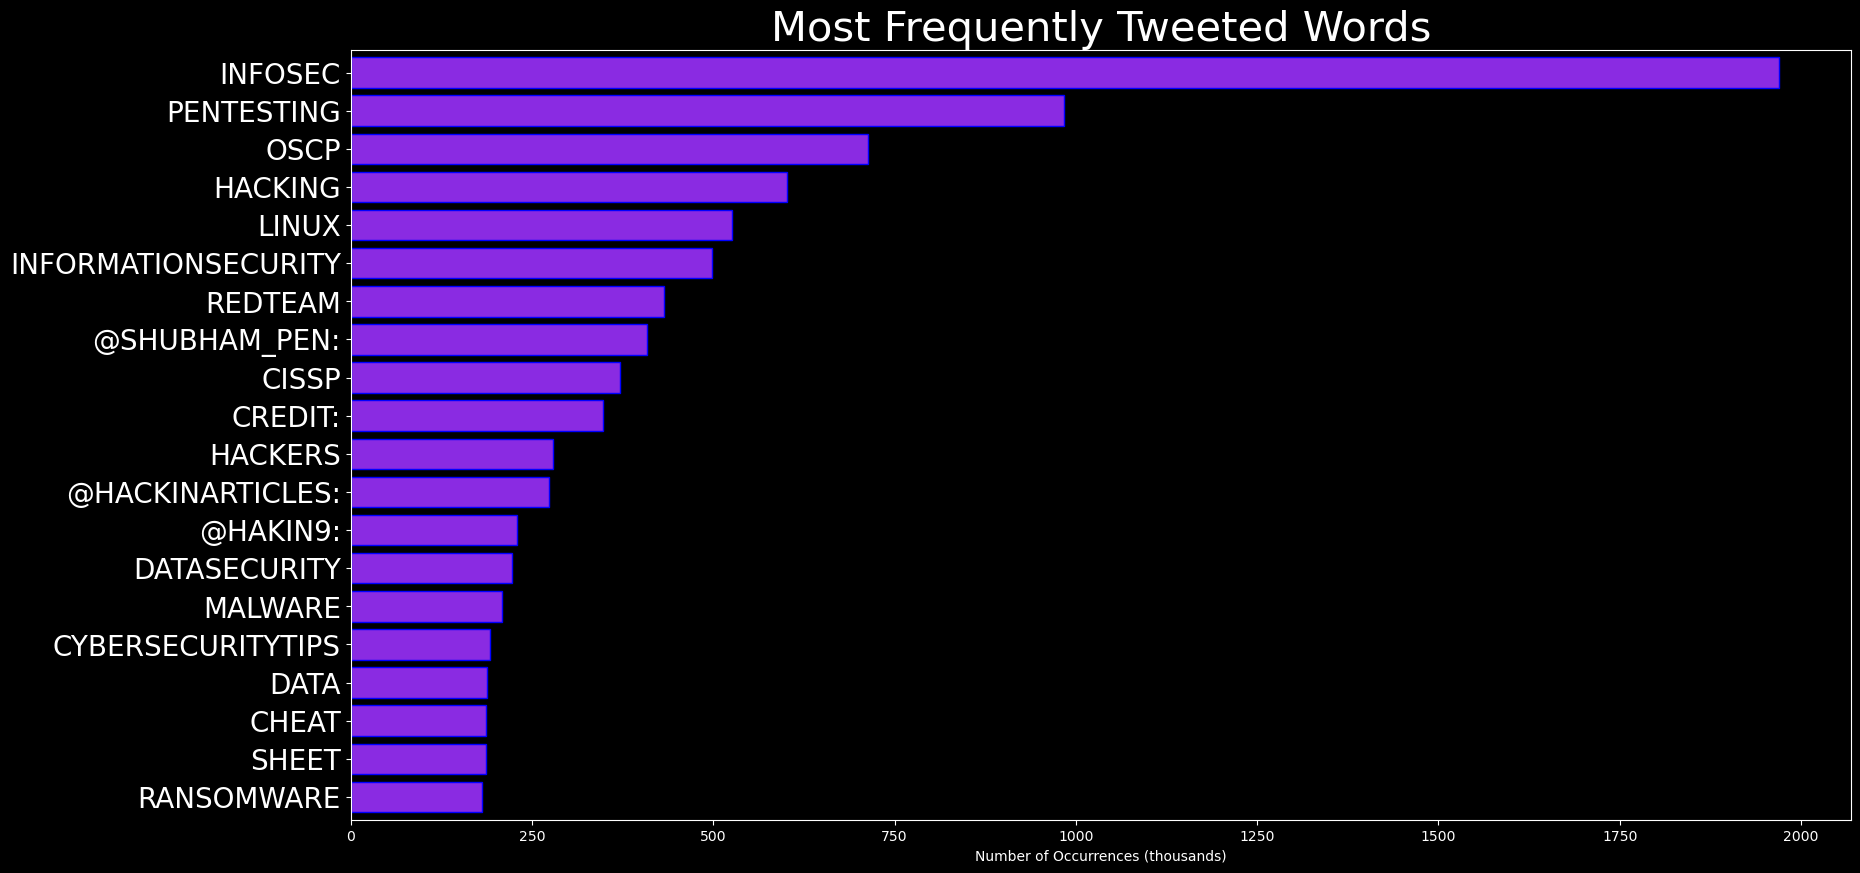 Most Frequently Tweeted Words
INFOSEC
PENTESTING
OSCP
HACKING
LINUX
INFORMATIONSECURITY
REDTEAM
@SHUBHAM_PEN:
CISSP
CREDIT:
HACKERS
@HACKINARTICLES:
@HAKIN9:
DATASECURITY
MALWARE
CYBERSECURITYTIPS
DATA
CHEAT
SHEET
RANSOMWARE
0 250 500 750 1000 1250 1500 1750 2000
Number of Occurrences (thousands)